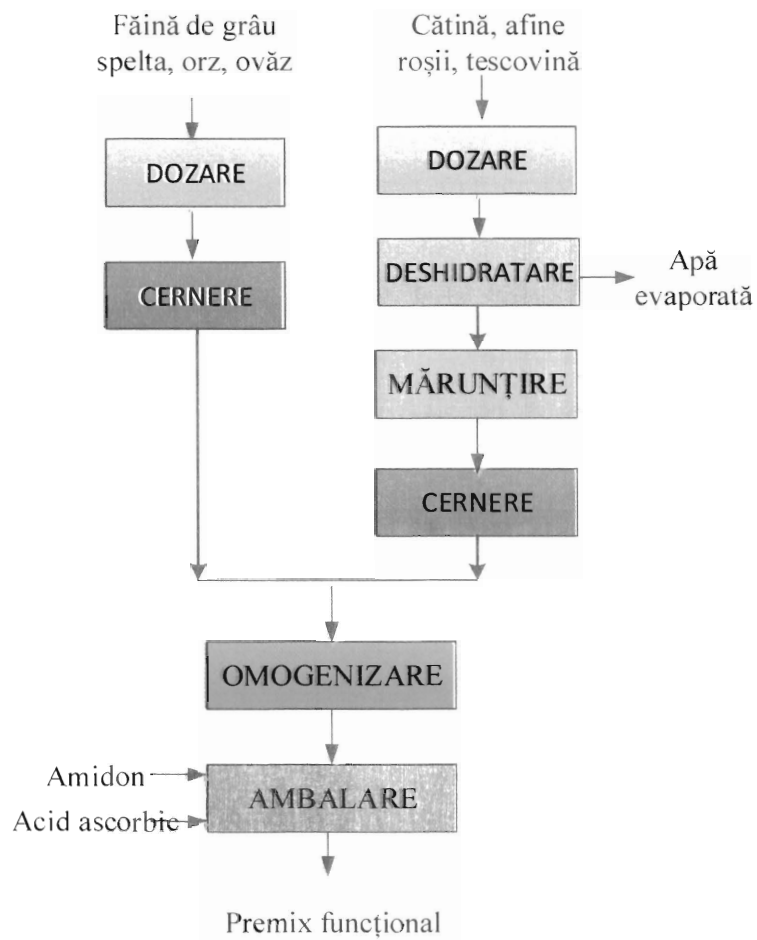 Făină de grâu
spelta, orz, ovăz
DOZARE
CERNERE
Cătină, afine
roșii, tescovină
DOZARE
DESHIDRATARE
Apă
evaporată
MĂRUNȚIRE
CERNERE
OMOGENIZARE
Amidon
Acid ascorbic
AMBALARE
Premix funcțional